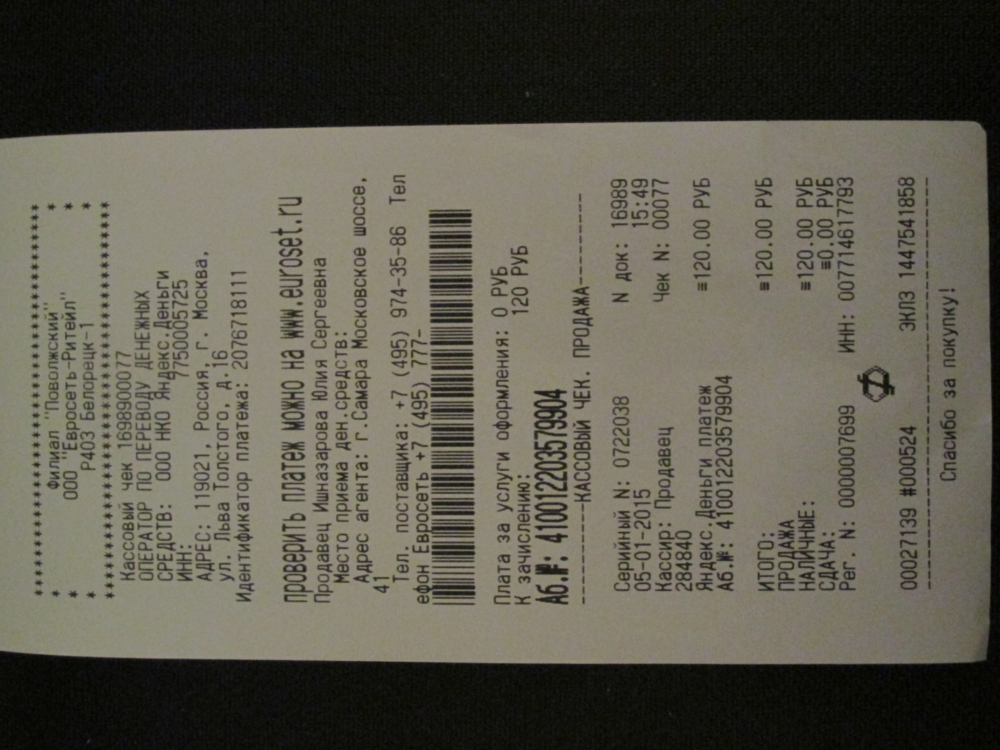 ****************************************
* Филиал "Поволжский" *
* ООО "Евросеть-Ритейл" *
* Р403 Белорецк-1 *
****************************************
Кассовый чек 1698900077
ОПЕРАТОР ПО ПЕРЕВОДУ ДЕНЕЖНЫХ
СРЕДСТВ: ООО НКО Яндекс.Деньги
ИНН: 7750005725
АДРЕС: 119021, Россия, г. Москва,
ул. Льва Толстого, д.16
Идентификатор платежа: 2076718111
ПРОВЕРИТЬ ПЛАТЕЖ МОЖНО НА www.euroset.ru
Продавец Ишназарова Юлия Сергеевна
Место приема ден.средств:
Адрес агента: г.Самара Московское шоссе,
41
Тел. поставщика: +7 (495) 974-35-86 Тел
ефон Евросеть +7 (495) 777-
Плата за услуги оформления: 0 РУБ
К зачислению: 120 РУБ
Аб.№: 410012203579904
--------КАССОВЫЙ ЧЕК. ПРОДАЖА---------
Серийный N: 07222038 N док: 16989
05-01-2015 15:49
Кассир: Продавец Чек N: 00077
284840
Яндекс.Деньги платеж ≡120.00 РУБ
Аб.№: 410012203579904
ИТОГО: ≡120.00 РУБ
ПРОДАЖА
НАЛИЧНЫЕ: ≡120.00 РУБ
СДАЧА: ≡0.00 РУБ
Рег. N: 000000007699 ИНН: 007714617793
00027139 #000524 ЭКЛЗ 1447541858
----------------------------------------
Спасибо за покупку!